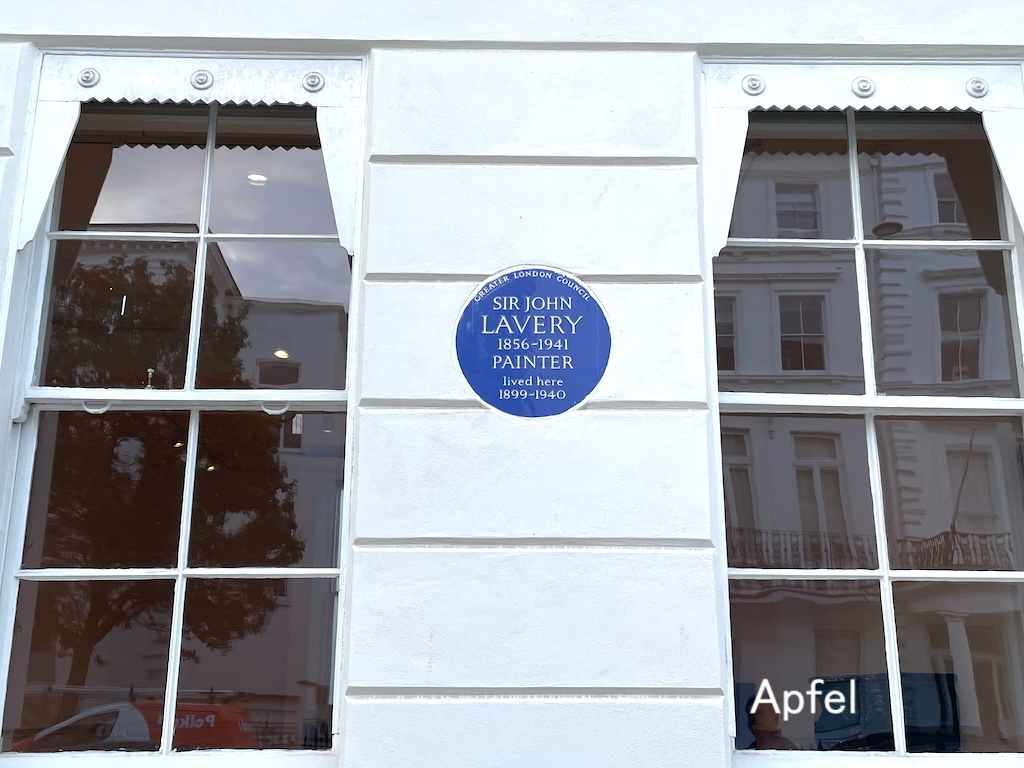 GREATER LONDON COUNCIL
SIR JOHN
LAVERY
1856-1941
PAINTER
lived here
1899-1940
Apfel